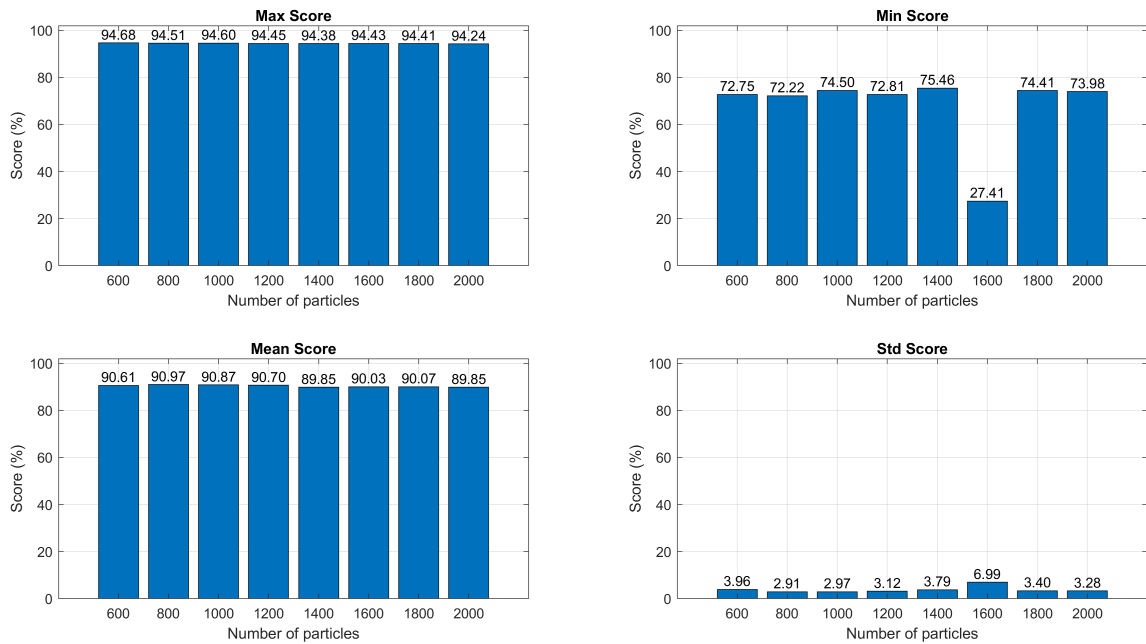 Max Score
Score (%)
100
80
60
40
20
0
94.68 94.51 94.60 94.45 94.38 94.43 94.41 94.24
600 800 1000 1200 1400 1600 1800 2000
Number of particles
Min Score
Score (%)
100
80
60
40
20
0
72.75 72.22 74.50 72.81 75.46 27.41 74.41 73.98
600 800 1000 1200 1400 1600 1800 2000
Number of particles
Mean Score
Score (%)
100
80
60
40
20
0
90.61 90.97 90.87 90.70 89.85 90.03 90.07 89.85
600 800 1000 1200 1400 1600 1800 2000
Number of particles
Std Score
Score (%)
100
80
60
40
20
0
3.96 2.91 2.97 3.12 3.79 6.99 3.40 3.28
600 800 1000 1200 1400 1600 1800 2000
Number of particles